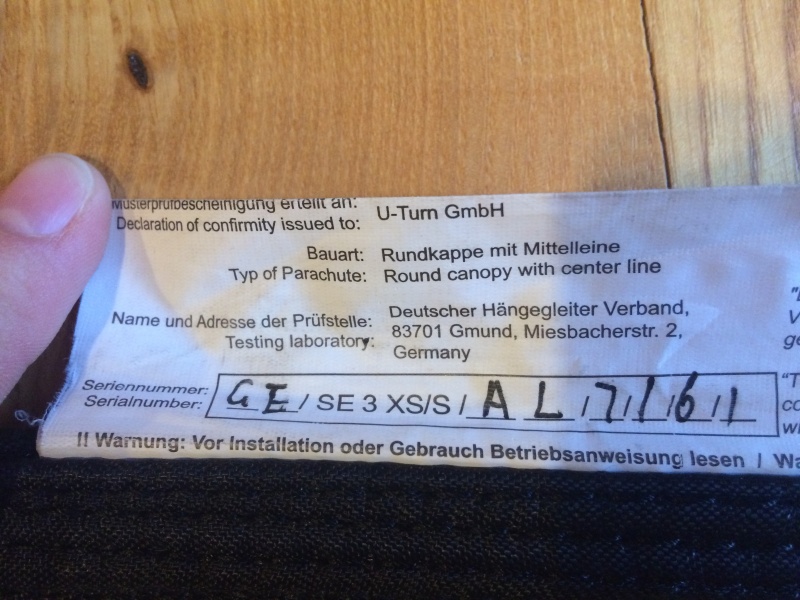 Musterprüfbescheinigung erteilt an:
Declaration of confirmity issued to: U-Turn GmbH
Bauart: Rundkappe mit Mittelleine
Typ of Parachute: Round canopy with center line
Name und Adresse der Prüfstelle: Deutscher Hängegleiter Verband,
Testing laboratory: 83701 Gmund, Miesbacherstr. 2,
Germany
Seriennummer:
Serialnumber: GE / SE 3 XS/S / A L / 7 / / 6 / 1
!! Warnung: Vor Installation oder Gebrauch Betriebsanweisung lesen /